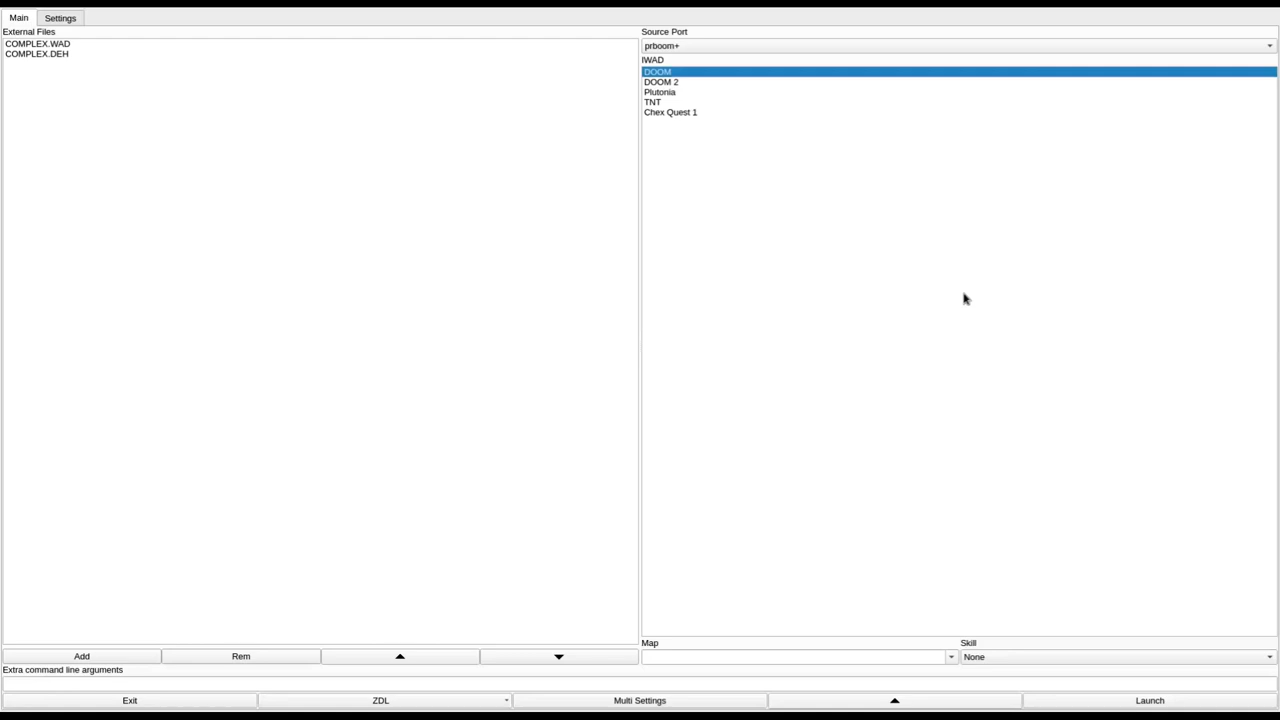 Main Settings
External Files
COMPLEX.WAD
COMPLEX.DEH
Source Port
prboom+
IWAD
DOOM
DOOM 2
Plutonia
TNT
Chex Quest 1
Map
Skill
None
Add Rem
Extra command line arguments
Exit ZDL Multi Settings Launch